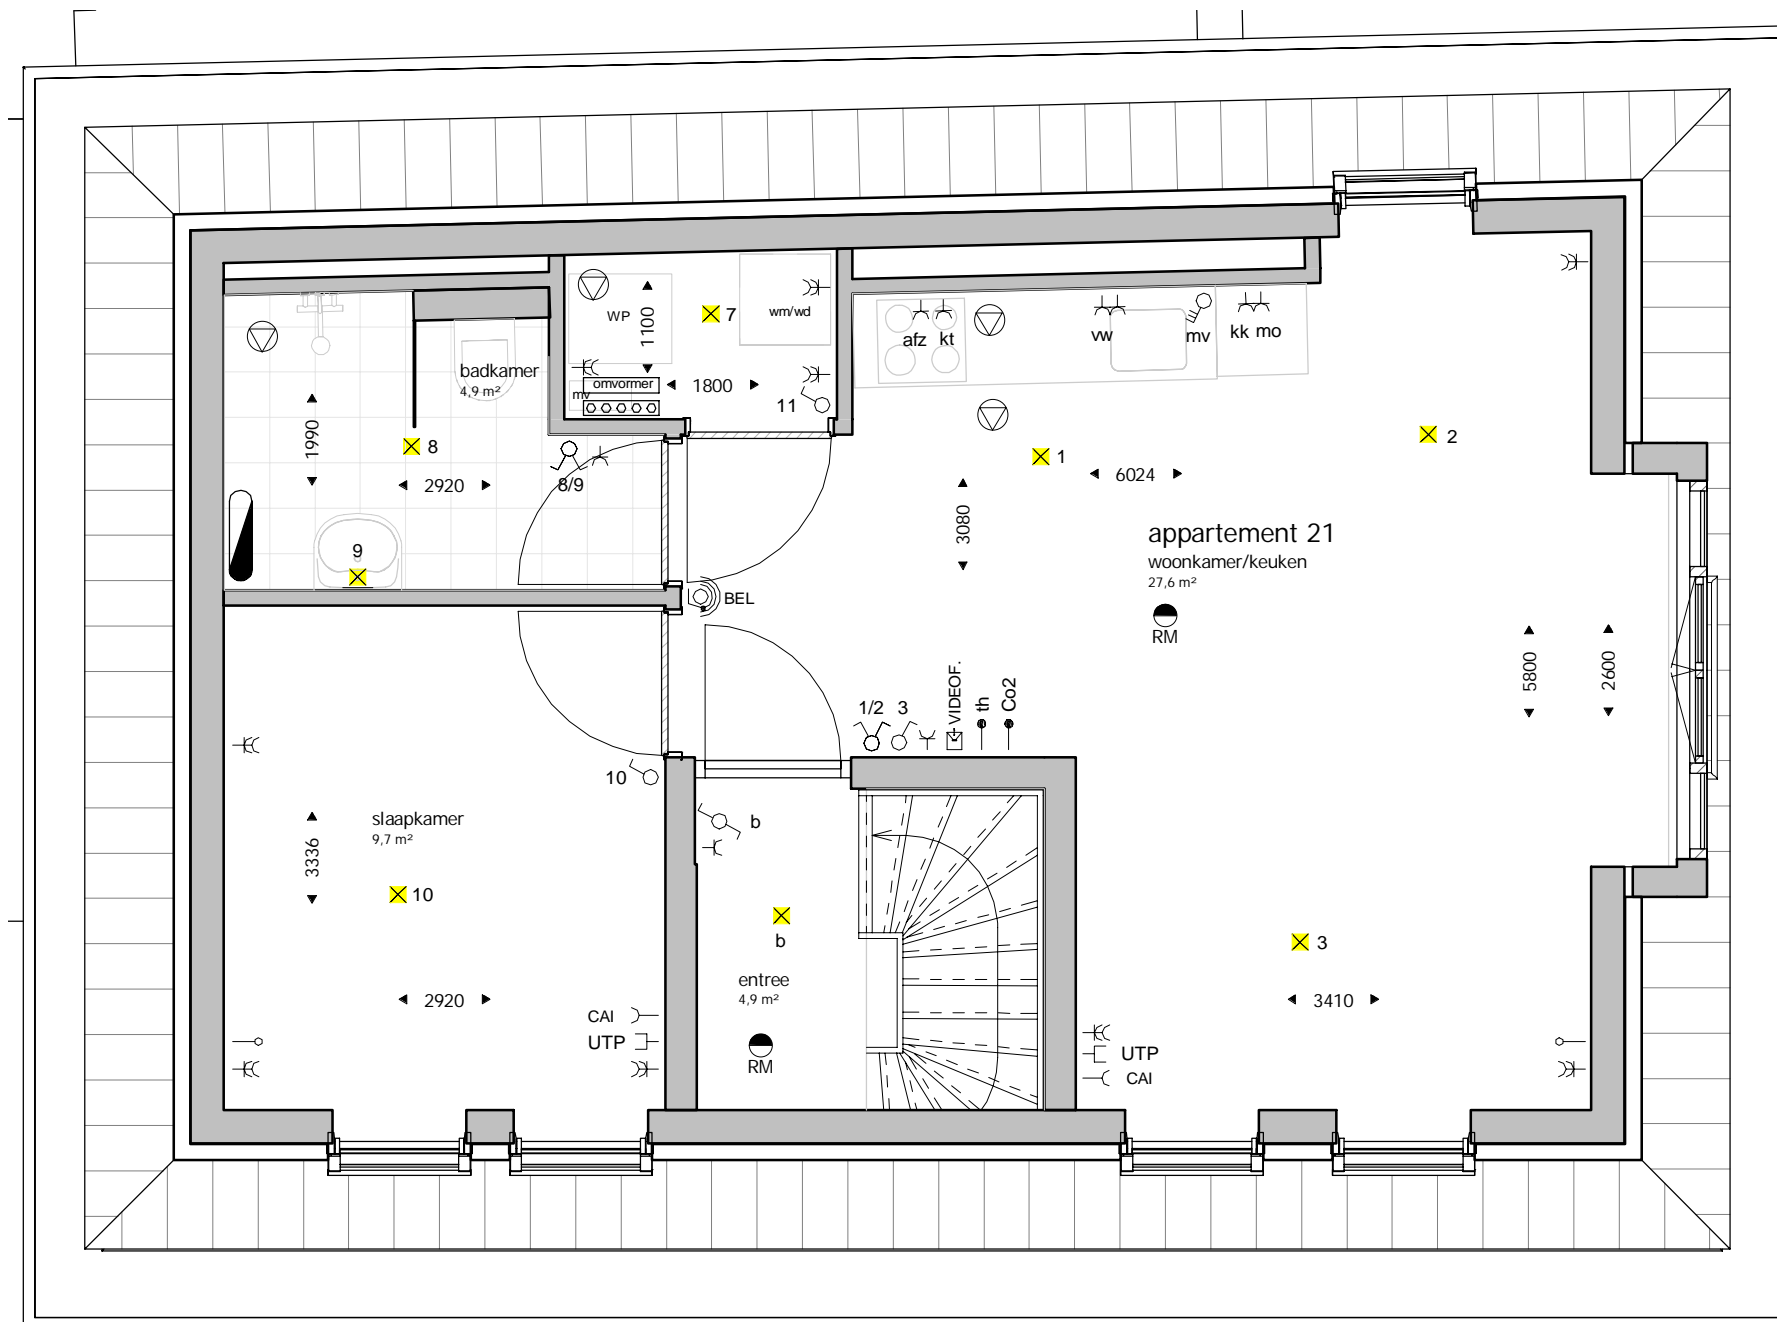 WP
1100
7
wm/wd
afz
kt
vw
mv
kk mo
badkamer
4,9 m²
omvormer
mv
1800
11
1990
8
2920
8/9
9
1
2
6024
3080
appartement 21
woonkamer/keuken
27,6 m²
RM
BEL
5800
2600
1/2
3
VIDEOF.
th
Co2
10
b
slaapkamer
9,7 m²
3336
10
b
entree
4,9 m²
RM
2920
CAI
UTP
3
3410
UTP
CAI